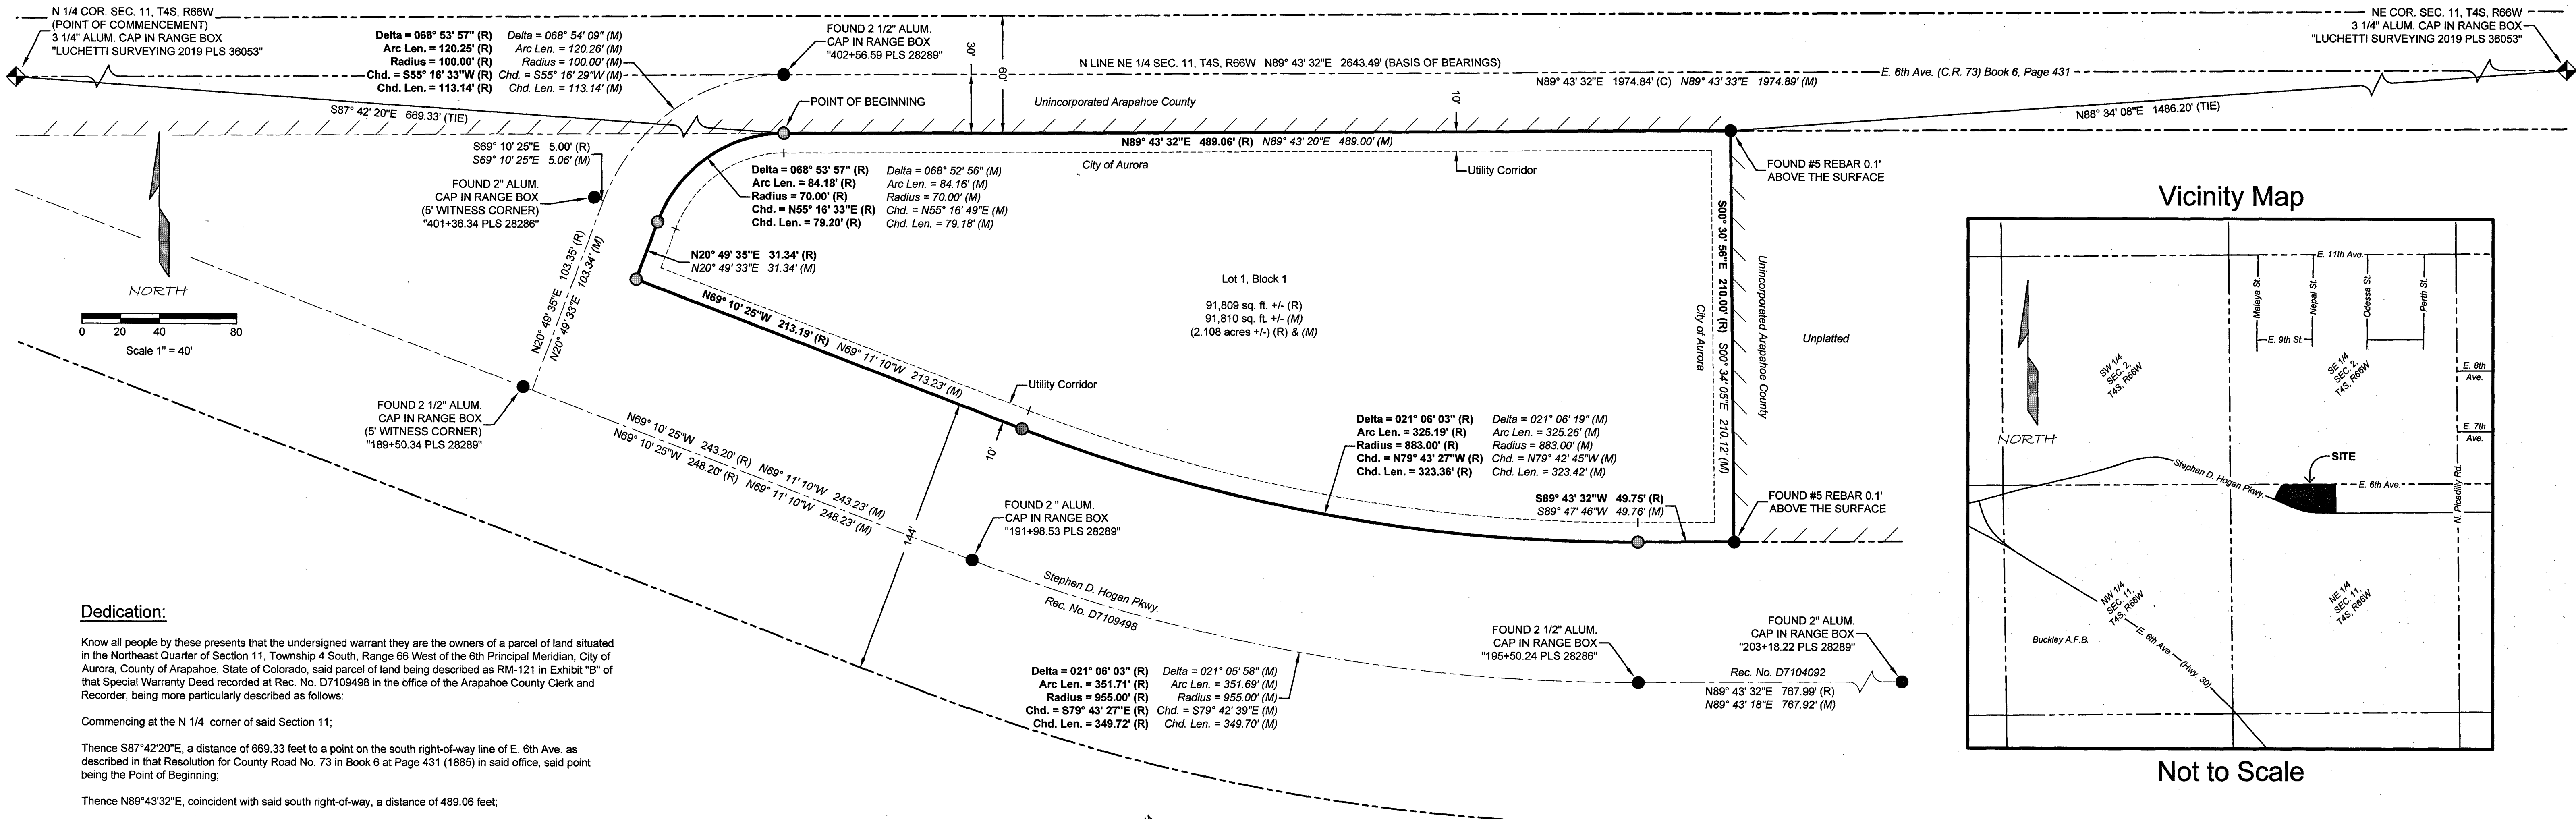 N 1/4 COR. SEC. 11, T4S, R66W
(POINT OF COMMENCEMENT)
3 1/4" ALUM. CAP IN RANGE BOX
"LUCHETTI SURVEYING 2019 PLS 36053"
Delta = 068° 53' 57" (R) Delta = 068° 54' 09" (M)
Arc Len. = 120.25' (R) Arc Len. = 120.26' (M)
Radius = 100.00' (R) Radius = 100.00' (M)
Chd. = S55° 16' 33"W (R) Chd. = S55° 16' 29"W (M)
Chd. Len. = 113.14' (R) Chd. Len. = 113.14' (M)
FOUND 2 1/2" ALUM.
CAP IN RANGE BOX
"402+56.59 PLS 28289"
30'
60'
N LINE NE 1/4 SEC. 11, T4S, R66W N89° 43' 32"E 2643.49' (BASIS OF BEARINGS)
N89° 43' 32"E 1974.84' (C) N89° 43' 33"E 1974.89' (M)
E. 6th Ave. (C.R. 73) Book 6, Page 431
NE COR. SEC. 11, T4S, R66W
3 1/4" ALUM. CAP IN RANGE BOX
"LUCHETTI SURVEYING 2019 PLS 36053"
S87° 42' 20"E 669.33' (TIE)
POINT OF BEGINNING
Unincorporated Arapahoe County
10'
N88° 34' 08"E 1486.20' (TIE)
N89° 43' 32"E 489.06' (R) N89° 43' 20"E 489.00' (M)
City of Aurora
Utility Corridor
FOUND #5 REBAR 0.1'
ABOVE THE SURFACE
S69° 10' 25"E 5.00' (R)
S69° 10' 25"E 5.06' (M)
FOUND 2" ALUM.
CAP IN RANGE BOX
(5' WITNESS CORNER)
"401+36.34 PLS 28286"
Delta = 068° 53' 57" (R) Delta = 068° 52' 56" (M)
Arc Len. = 84.18' (R) Arc Len. = 84.16' (M)
Radius = 70.00' (R) Radius = 70.00' (M)
Chd. = N55° 16' 33"E (R) Chd. = N55° 16' 49"E (M)
Chd. Len. = 79.20' (R) Chd. Len. = 79.18' (M)
N20° 49' 35"E 31.34' (R)
N20° 49' 33"E 31.34' (M)
N20° 49' 35"E 103.35' (R)
N20° 49' 33"E 103.34' (M)
NORTH
0 20 40 80
Scale 1" = 40'
Lot 1, Block 1
91,809 sq. ft. +/- (R)
91,810 sq. ft. +/- (M)
(2.108 acres +/-) (R) & (M)
S00° 30' 56"E 210.00' (R) S00° 34' 05"E 210.12' (M)
City of Aurora
Unincorporated Arapahoe County
Unplatted
N69° 10' 25"W 213.19' (R) N69° 11' 10"W 213.23' (M)
Utility Corridor
FOUND 2 1/2" ALUM.
CAP IN RANGE BOX
(5' WITNESS CORNER)
"189+50.34 PLS 28289"
N69° 10' 25"W 243.20' (R) N69° 11' 10"W 243.23' (M)
N69° 10' 25"W 248.20' (R) N69° 11' 10"W 248.23' (M)
10'
144'
FOUND 2 " ALUM.
CAP IN RANGE BOX
"191+98.53 PLS 28289"
Delta = 021° 06' 03" (R) Delta = 021° 06' 19" (M)
Arc Len. = 325.19' (R) Arc Len. = 325.26' (M)
Radius = 883.00' (R) Radius = 883.00' (M)
Chd. = N79° 43' 27"W (R) Chd. = N79° 42' 45"W (M)
Chd. Len. = 323.36' (R) Chd. Len. = 323.42' (M)
S89° 43' 32"W 49.75' (R)
S89° 47' 46"W 49.76' (M)
FOUND #5 REBAR 0.1'
ABOVE THE SURFACE
Stephen D. Hogan Pkwy.
Rec. No. D7109498
Delta = 021° 06' 03" (R) Delta = 021° 05' 58" (M)
Arc Len. = 351.71' (R) Arc Len. = 351.69' (M)
Radius = 955.00' (R) Radius = 955.00' (M)
Chd. = S79° 43' 27"E (R) Chd. = S79° 42' 39"E (M)
Chd. Len. = 349.72' (R) Chd. Len. = 349.70' (M)
FOUND 2 1/2" ALUM.
CAP IN RANGE BOX
"195+50.24 PLS 28286"
FOUND 2" ALUM.
CAP IN RANGE BOX
"203+18.22 PLS 28289"
Rec. No. D7104092
N89° 43' 32"E 767.99' (R)
N89° 43' 18"E 767.92' (M)
Dedication:
Know all people by these presents that the undersigned warrant they are the owners of a parcel of land situated
in the Northeast Quarter of Section 11, Township 4 South, Range 66 West of the 6th Principal Meridian, City of
Aurora, County of Arapahoe, State of Colorado, said parcel of land being described as RM-121 in Exhibit "B" of
that Special Warranty Deed recorded at Rec. No. D7109498 in the office of the Arapahoe County Clerk and
Recorder, being more particularly described as follows:
Commencing at the N 1/4 corner of said Section 11;
Thence S87°42'20"E, a distance of 669.33 feet to a point on the south right-of-way line of E. 6th Ave. as
described in that Resolution for County Road No. 73 in Book 6 at Page 431 (1885) in said office, said point
being the Point of Beginning;
Thence N89°43'32"E, coincident with said south right-of-way, a distance of 489.06 feet;
Vicinity Map
E. 11th Ave.
Malaya St.
Nepal St.
Odessa St.
Perth St.
E. 9th St.
SW 1/4
SEC. 2,
T4S, R66W
SE 1/4
SEC. 2,
T4S, R66W
E. 8th
Ave.
E. 7th
Ave.
NORTH
SITE
Stephan D. Hogan Pkwy.
E. 6th Ave.
N. Picadilly Rd.
NW 1/4
SEC. 11,
T4S, R66W
NE 1/4
SEC. 11,
T4S, R66W
Buckley A.F.B.
E. 6th Ave. (Hwy. 30)
Not to Scale